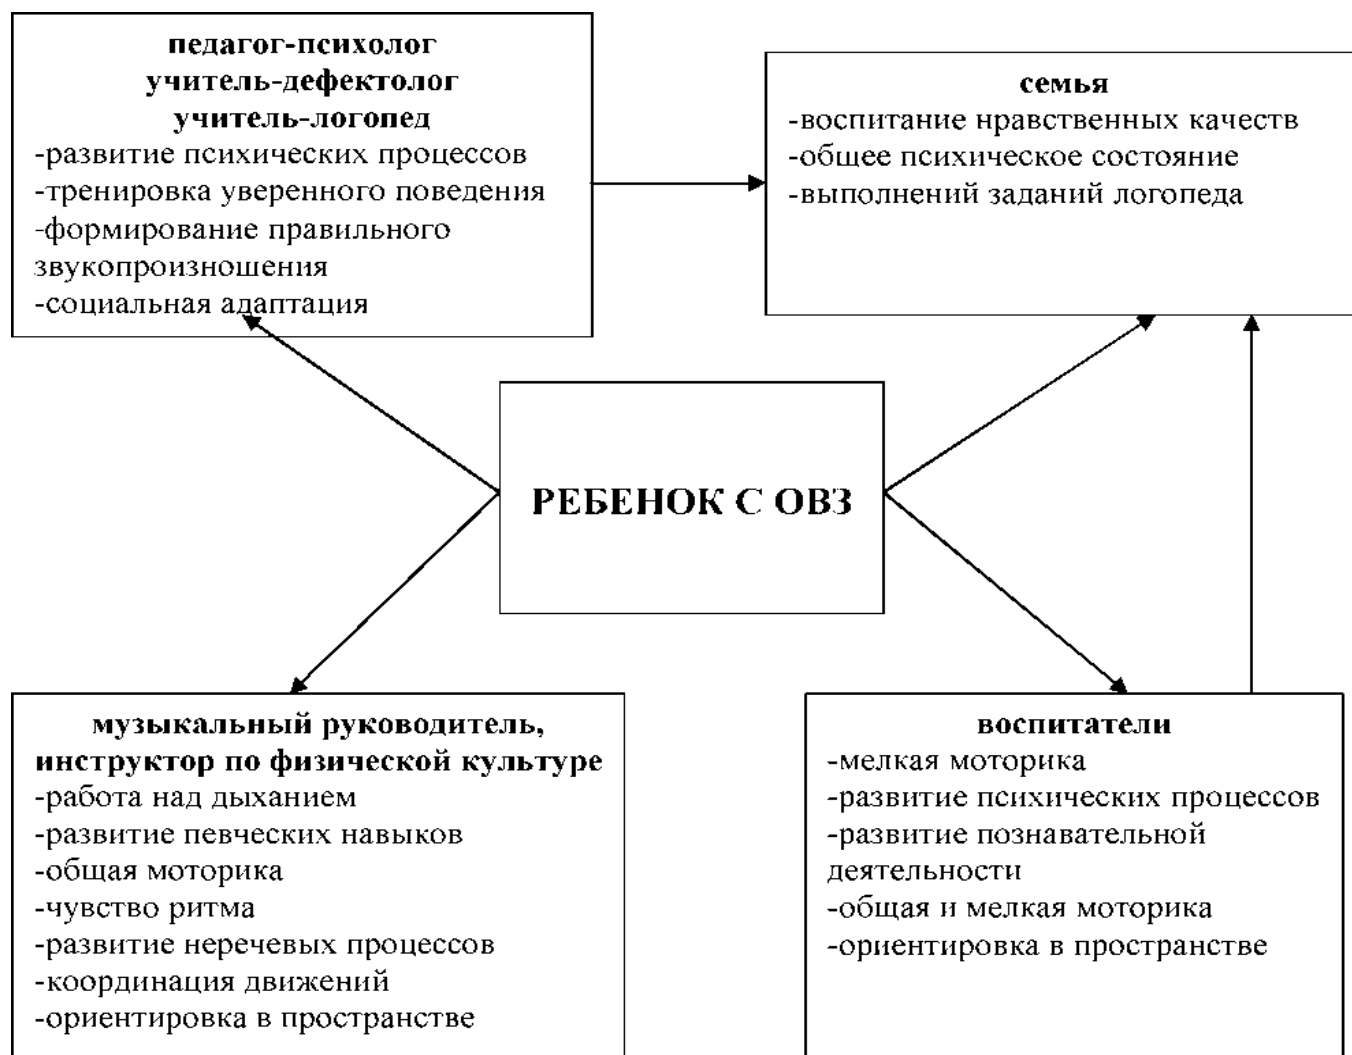 педагог-психолог
учитель-дефектолог
учитель-логопед
-развитие психических процессов
-тренировка уверенного поведения
-формирование правильного
звукопроизношения
-социальная адаптация
семья
-воспитание нравственных качеств
-общее психическое состояние
-выполнений заданий логопеда
РЕБЕНОК С ОВЗ
музыкальный руководитель,
инструктор по физической культуре
-работа над дыханием
-развитие певческих навыков
-общая моторика
-чувство ритма
-развитие неречевых процессов
-координация движений
-ориентировка в пространстве
воспитатели
-мелкая моторика
-развитие психических процессов
-развитие познавательной
деятельности
-общая и мелкая моторика
-ориентировка в пространстве